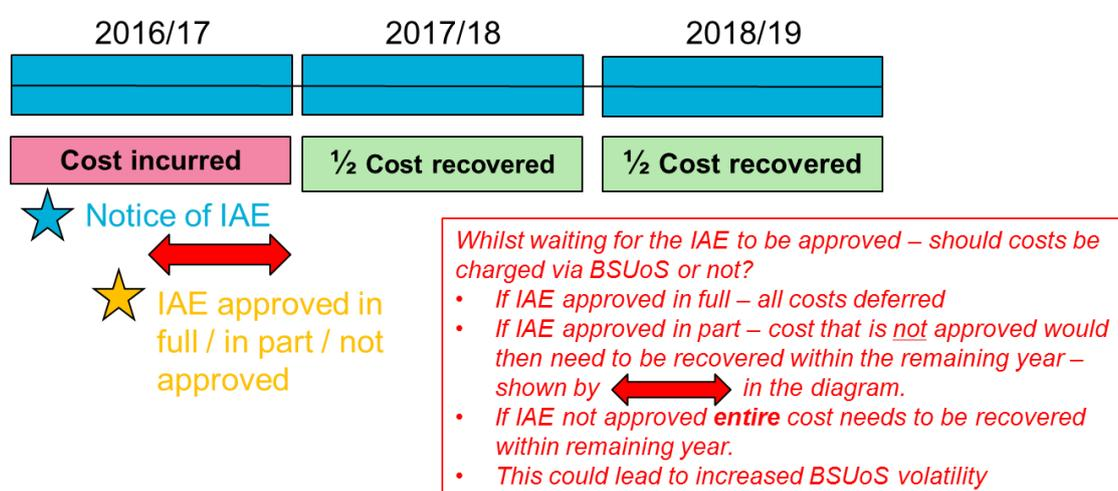 2016/17
2017/18
2018/19
Cost incurred
½ Cost recovered
½ Cost recovered
Notice of IAE
IAE approved in
full / in part / not
approved
Whilst waiting for the IAE to be approved – should costs be
charged via BSUoS or not?
• If IAE approved in full – all costs deferred
• If IAE approved in part – cost that is not approved would
then need to be recovered within the remaining year –
shown by in the diagram.
• If IAE not approved entire cost needs to be recovered
within remaining year.
• This could lead to increased BSUoS volatility